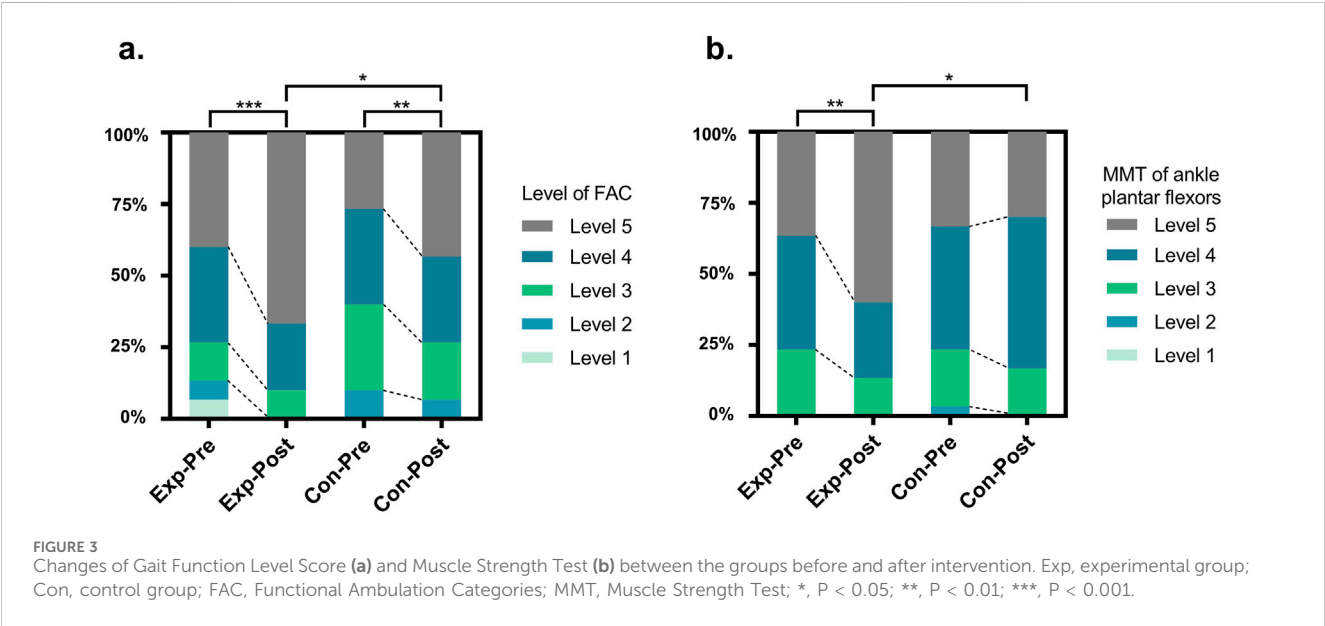 a.
*
***
**
100%
75%
50%
25%
0%
Exp-Pre
Exp-Post
Con-Pre
Con-Post
Level of FAC
Level 5
Level 4
Level 3
Level 2
Level 1
b.
*
**
100%
75%
50%
25%
0%
Exp-Pre
Exp-Post
Con-Pre
Con-Post
MMT of ankle
plantar flexors
Level 5
Level 4
Level 3
Level 2
Level 1
FIGURE 3
Changes of Gait Function Level Score (a) and Muscle Strength Test (b) between the groups before and after intervention. Exp, experimental group;
Con, control group; FAC, Functional Ambulation Categories; MMT, Muscle Strength Test; *, P < 0.05; **, P < 0.01; ***, P < 0.001.